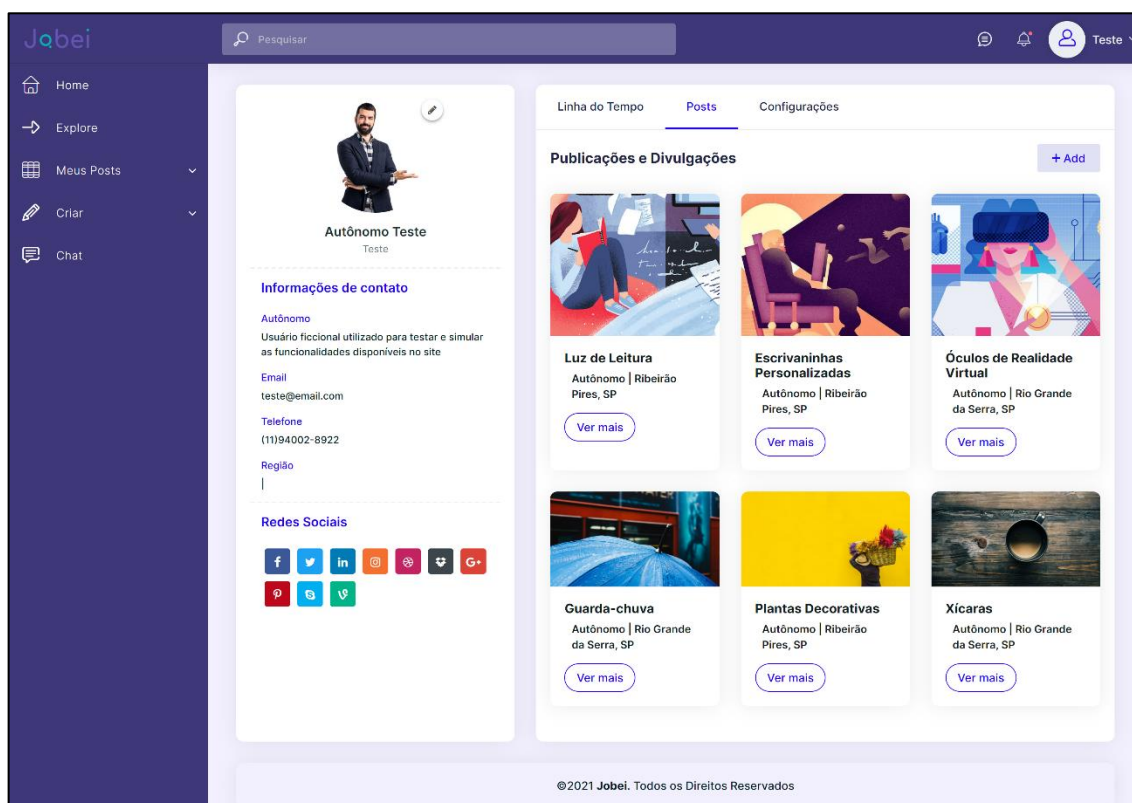 Jobei
Pesquisar
Teste
Home
Explore
Meus Posts
Criar
Chat
Autônomo Teste
Teste
Informações de contato
Autônomo
Usuário ficcional utilizado para testar e simular
as funcionalidades disponíveis no site
Email
teste@email.com
Telefone
(11)94002-8922
Região
|
Redes Sociais
f
in
G+
Linha do Tempo
Posts
Configurações
Publicações e Divulgações
+ Add
Luz de Leitura
Autônomo | Ribeirão
Pires, SP
Ver mais
Escrivaninhas
Personalizadas
Autônomo | Ribeirão
Pires, SP
Ver mais
Óculos de Realidade
Virtual
Autônomo | Rio Grande
da Serra, SP
Ver mais
Guarda-chuva
Autônomo | Rio Grande
da Serra, SP
Ver mais
Plantas Decorativas
Autônomo | Ribeirão
Pires, SP
Ver mais
Xícaras
Autônomo | Rio Grande
da Serra, SP
Ver mais
©2021 Jobei. Todos os Direitos Reservados